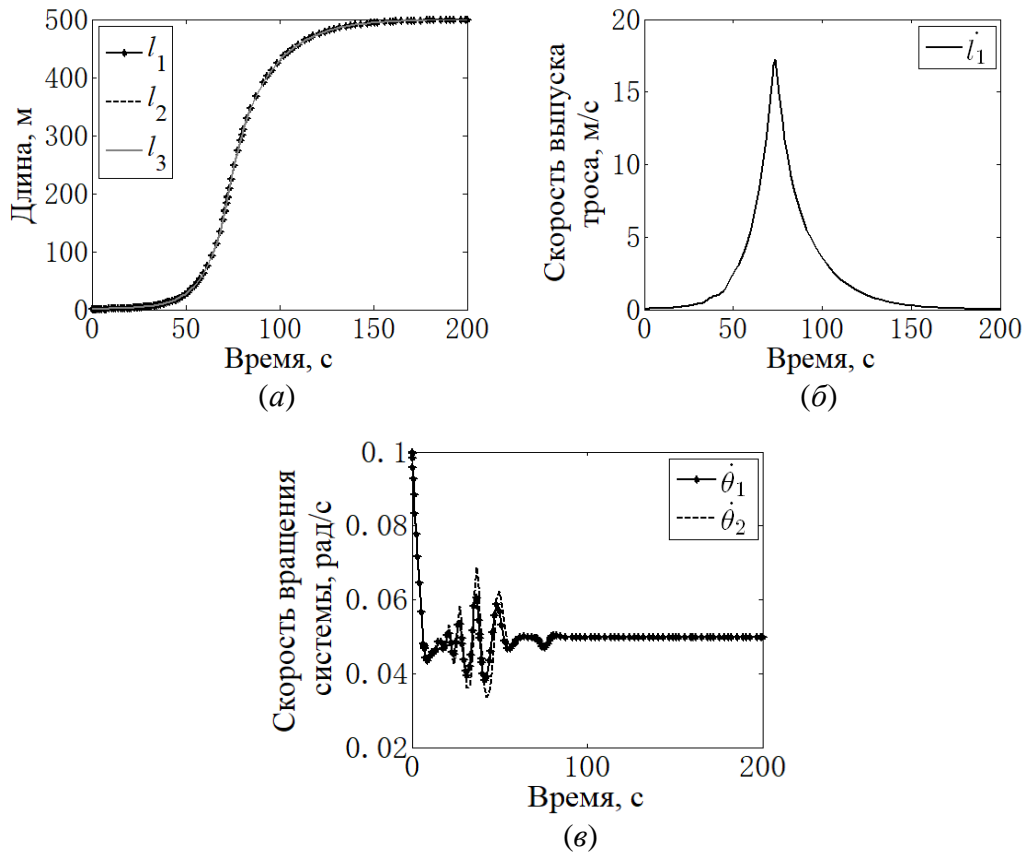 Длина, м
500
400
300
200
100
0
l1
l2
l3
0 50 100 150 200
Время, с
(а)
Скорость выпуска
троса, м/с
20
15
10
5
0
l̇1
0 50 100 150 200
Время, с
(б)
Скорость вращения
системы, рад/с
0.1
0.08
0.06
0.04
0.02
θ̇1
θ̇2
0 100 200
Время, с
(в)